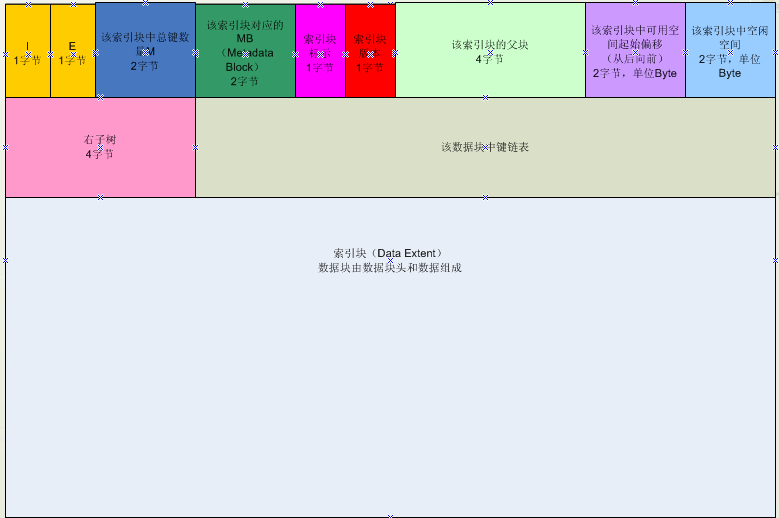 I
1字节
E
1字节
该索引块中总键数
量M
2字节
该索引块对应的
MB
（Metadata
Block）
2字节
索引块
1字节
索引块
1字节
该索引块的父块
4字节
该索引块中可用空
间起始偏移
（从后向前）
2字节，单位Byte
该索引块中空闲
空间
2字节，单位
Byte
右子树
4字节
该数据块中键链表
索引块（Data Extent）
数据块由数据块头和数据组成